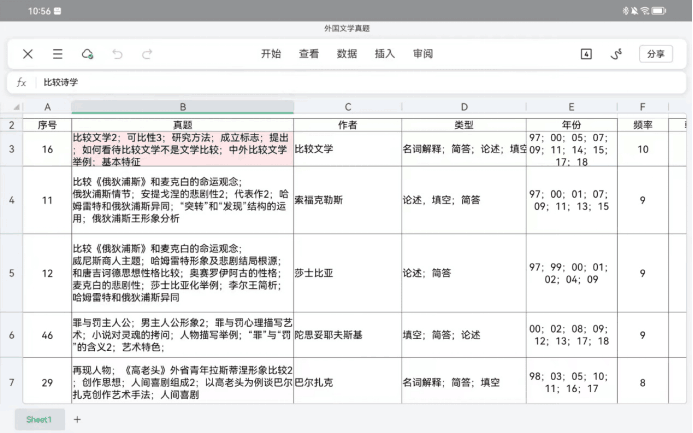 10:56
外国文学真题
开始 查看 数据 插入 审阅 4 分享
fx 比较诗学
A B C D E F
2 序号 真题 作者 类型 年份 频率
3 16 比较文学2；可比性3；研究方法；成立标志；提出
；如何看待比较文学不是文学比较；中外比较文学
举例；基本特征
比较文学 名词解释；简答；论述；填空
97；00；05；07；
09；11；14；15；
17；18
10
4 11 比较《俄狄浦斯》和麦克白的命运观念；
俄狄浦斯情节；安提戈涅的悲剧性2；代表作2；哈
姆雷特和俄狄浦斯异同；“突转”和“发现”结构的运
用；俄狄浦斯王形象分析
索福克勒斯 论述，填空；简答
97；00；01；07；
09；11；13；15
9
5 12 比较《俄狄浦斯》和麦克白的命运观念；
威尼斯商人主题；哈姆雷特形象及悲剧结局根源；
和唐吉诃德思想性格比较；奥赛罗伊阿古的性格；
麦克白的悲剧性；莎士比亚化举例；李尔王简析；
哈姆雷特和俄狄浦斯异同
莎士比亚 论述；简答
97；99；00；01；
02；04；09
9
6 46 罪与罚主人公；男主人公形象2；罪与罚心理描写艺
术；小说对灵魂的拷问；人物描写举例；“罪”与“罚
”的含义2；艺术特色；
陀思妥耶夫斯基 填空；简答；论述
00；02；08；09；
12；13；17；18
9
7 29 再现人物；《高老头》外省青年拉斯蒂涅形象比较2
；创作思想；人间喜剧组成2；以高老头为例谈巴尔
扎克创作艺术手法；人间喜剧
巴尔扎克 名词解释；简答；填空
98；03；05；10；
11；16；17
8
Sheet1 +